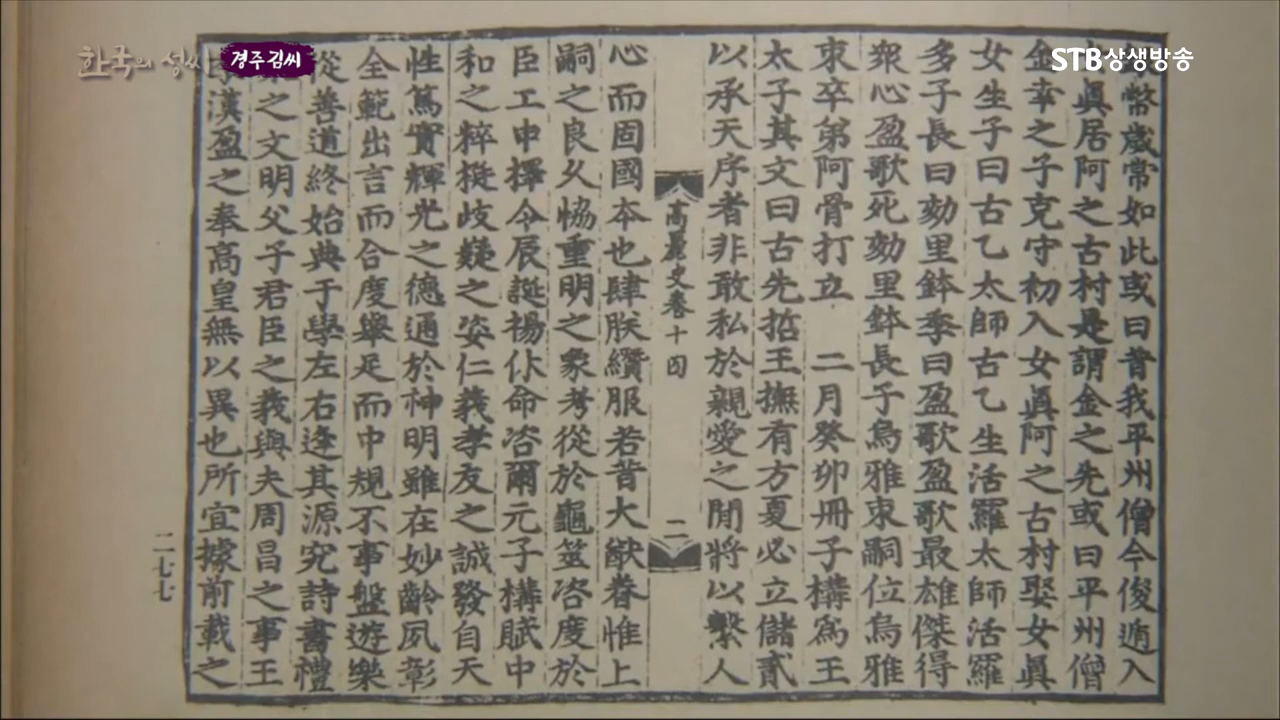 한국의 성씨 경주김씨
STB상생방송
幣歲常如此或曰昔我平州僧今俊遁入
眞居阿之古村是謂金之先或曰平州僧
金幸之子克守初入女眞阿之古村娶女眞
女生子曰古乙太師古乙生活羅太師活羅
多子長曰劾里鉢季曰盈歌盈歌最雄傑得
衆心盈歌死劾里鉢長子烏雅束嗣位烏雅
束卒弟阿骨打立 二月癸卯冊子構爲王
太子其文曰古先哲王撫有方夏必立儲貳
以承天序者非敢私於親愛之閒將以繫人
高麗史卷十四 二
心而固國本也肆朕纘服若昔大猷眷惟上
嗣之良久恊重明之象考從於龜筮咨度於
臣工申擇令辰誕揚休命咨爾元子構賦中
和之粹挺岐嶷之姿仁義孝友之誠發自天
性篤實輝光之德通於神明雖在妙齡夙彰
全範出言而合度擧足而中規不事盤遊樂
從善道終始典于學左右逢其源究詩書禮
之文明父子君臣之義與夫周昌之事王
漢盈之奉高皇無以異也所宜據前載之
二七七